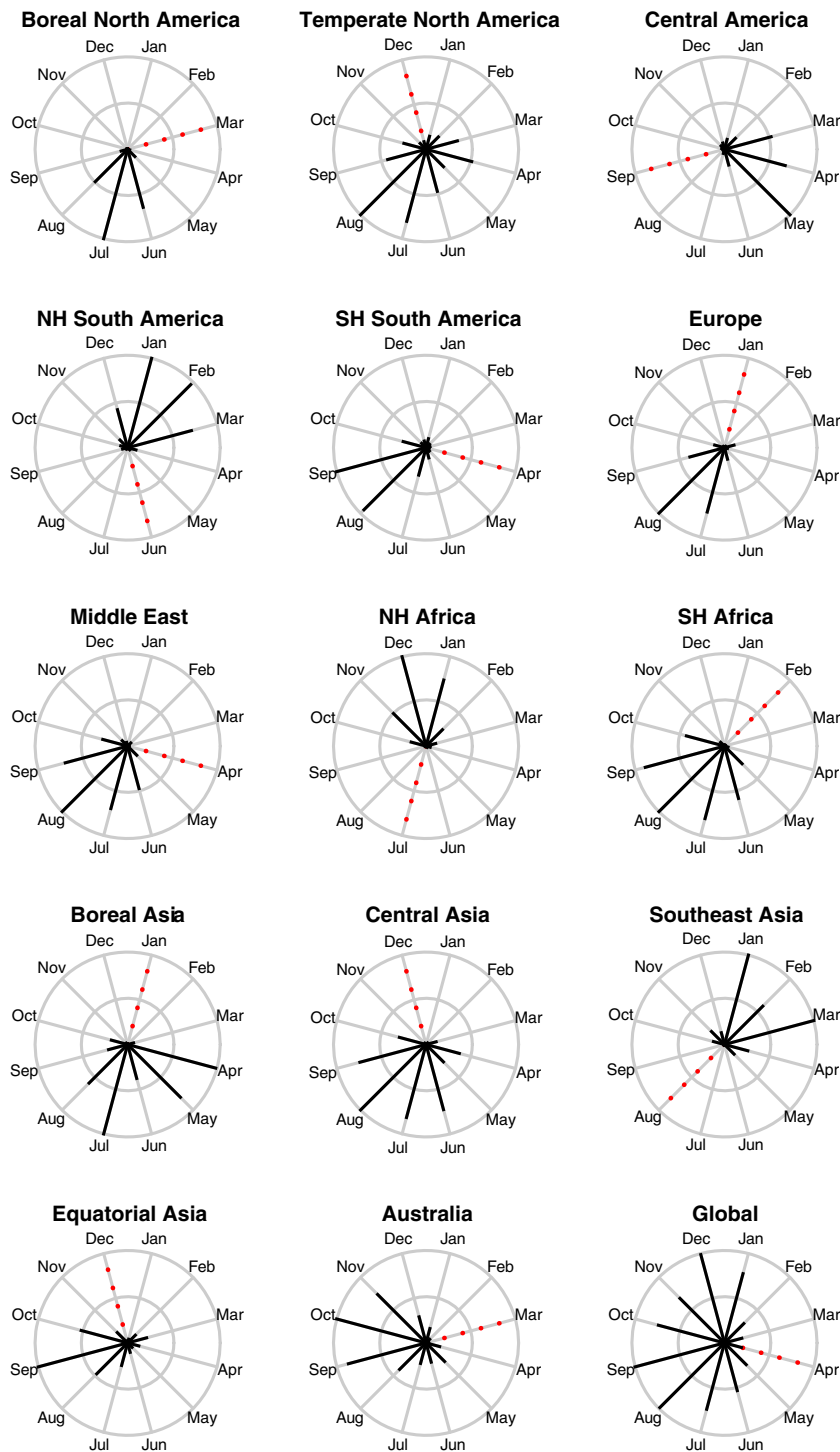 Boreal North America
Temperate North America
Central America
Dec Jan
Dec Jan
Dec Jan
Nov Feb
Nov Feb
Nov Feb
Oct Mar
Oct Mar
Oct Mar
Sep Apr
Sep Apr
Sep Apr
Aug May
Aug May
Aug May
Jul Jun
Jul Jun
Jul Jun
NH South America
SH South America
Europe
Dec Jan
Dec Jan
Dec Jan
Nov Feb
Nov Feb
Nov Feb
Oct Mar
Oct Mar
Oct Mar
Sep Apr
Sep Apr
Sep Apr
Aug May
Aug May
Aug May
Jul Jun
Jul Jun
Jul Jun
Middle East
NH Africa
SH Africa
Dec Jan
Dec Jan
Dec Jan
Nov Feb
Nov Feb
Nov Feb
Oct Mar
Oct Mar
Oct Mar
Sep Apr
Sep Apr
Sep Apr
Aug May
Aug May
Aug May
Jul Jun
Jul Jun
Jul Jun
Boreal Asia
Central Asia
Southeast Asia
Dec Jan
Dec Jan
Dec Jan
Nov Feb
Nov Feb
Nov Feb
Oct Mar
Oct Mar
Oct Mar
Sep Apr
Sep Apr
Sep Apr
Aug May
Aug May
Aug May
Jul Jun
Jul Jun
Jul Jun
Equatorial Asia
Australia
Global
Dec Jan
Dec Jan
Dec Jan
Nov Feb
Nov Feb
Nov Feb
Oct Mar
Oct Mar
Oct Mar
Sep Apr
Sep Apr
Sep Apr
Aug May
Aug May
Aug May
Jul Jun
Jul Jun
Jul Jun